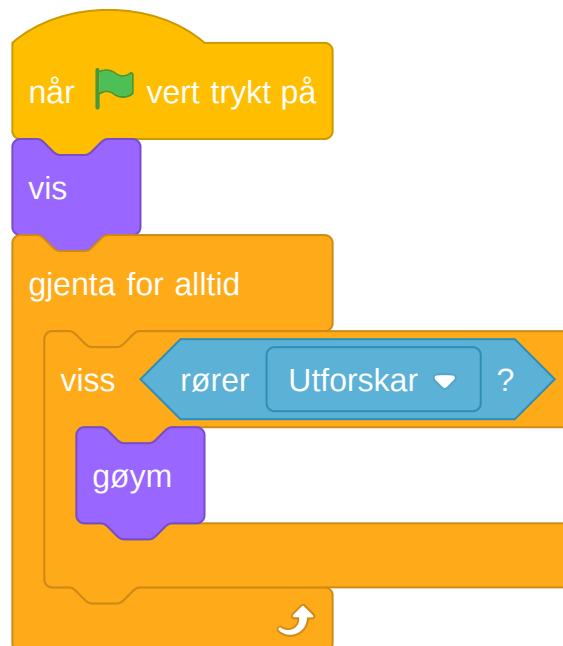 når vert trykt på
vis
gjenta for alltid
viss rører Utforskar ?
gøym